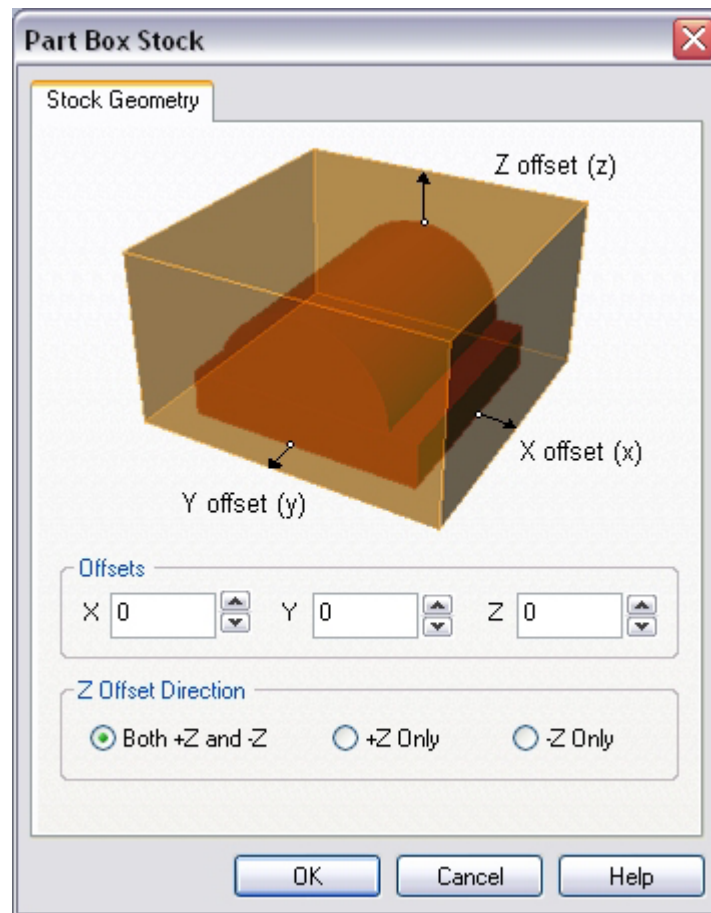 Part Box Stock
Stock Geometry
Z offset (z)
X offset (x)
Y offset (y)
Offsets
X 0 Y 0 Z 0
Z Offset Direction
Both +Z and -Z +Z Only -Z Only
OK Cancel Help